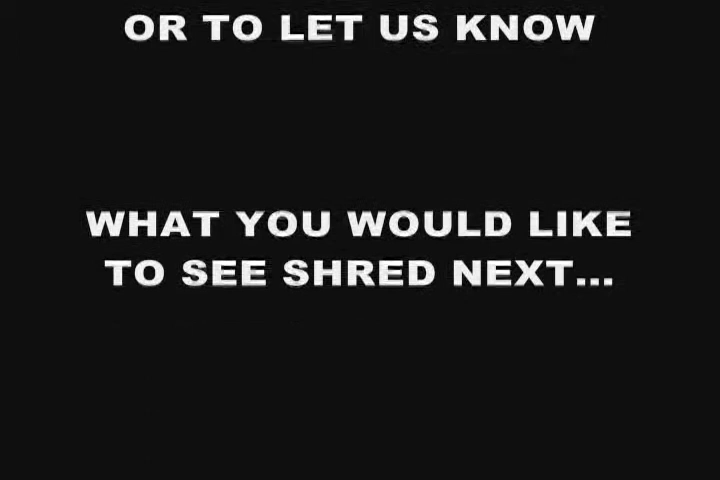 OR TO LET US KNOW
WHAT YOU WOULD LIKE
TO SEE SHRED NEXT...